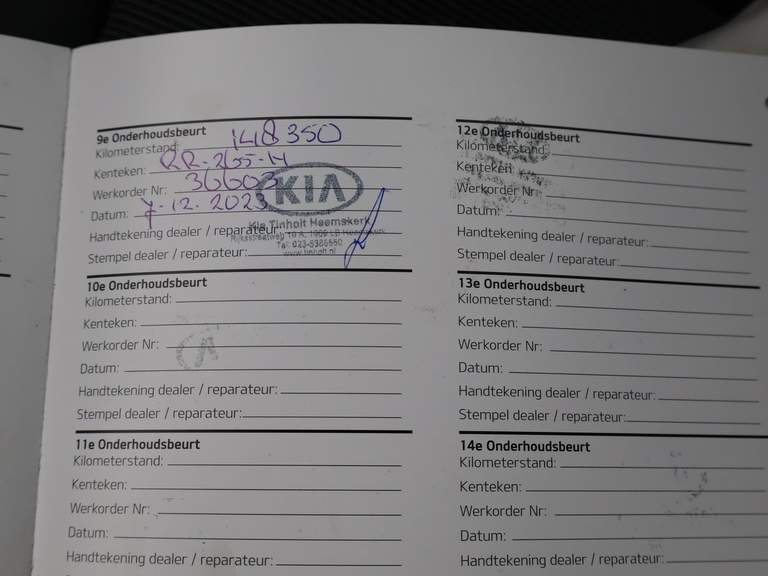 9e Onderhoudsbeurt
Kilometerstand: 148350
Kenteken:
Werkorder Nr: 36603
Datum: 7-12-2023
KIA
Kia Tinholt Heemskerk
Handtekening dealer / reparateur:
Stempel dealer / reparateur:
www.tinholt.nl
10e Onderhoudsbeurt
Kilometerstand:
Kenteken:
Werkorder Nr:
Datum:
Handtekening dealer / reparateur:
Stempel dealer / reparateur:
11e Onderhoudsbeurt
Kilometerstand:
Kenteken:
Werkorder Nr:
Datum:
Handtekening dealer / reparateur:
12e Onderhoudsbeurt
Kilometerstand:
Kenteken:
Werkorder Nr:
Datum:
Handtekening dealer / reparateur:
Stempel dealer / reparateur:
13e Onderhoudsbeurt
Kilometerstand:
Kenteken:
Werkorder Nr:
Datum:
Handtekening dealer / reparateur:
Stempel dealer / reparateur:
14e Onderhoudsbeurt
Kilometerstand:
Kenteken:
Werkorder Nr:
Datum:
Handtekening dealer / reparateur: